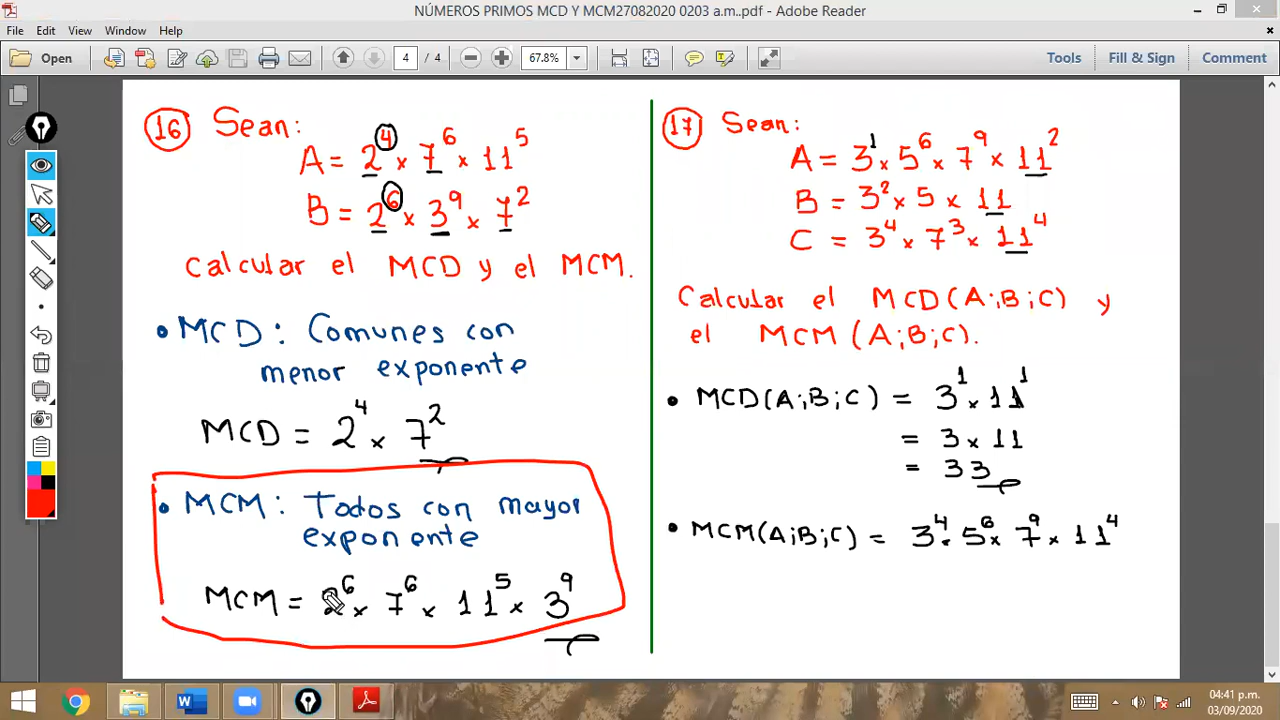 NÚMEROS PRIMOS MCD Y MCM27082020 0203 a.m..pdf - Adobe Reader
File Edit View Window Help
Open 4 / 4 67.8% Tools Fill & Sign Comment
16 Sean:
A = 2⁴ × 7⁶ × 11⁵
B = 2⁶ × 3⁹ × 7²
Calcular el MCD y el MCM.
• MCD: Comunes con
menor exponente
MCD = 2⁴ × 7²
• MCM: Todos con mayor
exponente
MCM = 2⁶ × 7⁶ × 11⁵ × 3⁹
17 Sean:
A = 3¹ × 5⁶ × 7⁹ × 11²
B = 3² × 5 × 11
C = 3⁴ × 7³ × 11⁴
Calcular el MCD(A;B;C) y
el MCM (A;B;C).
• MCD(A;B;C) = 3¹ × 11¹
= 3 × 11
= 33
• MCM(A;B;C) = 3⁴ × 5⁶ × 7⁹ × 11⁴
04:41 p.m.
03/09/2020